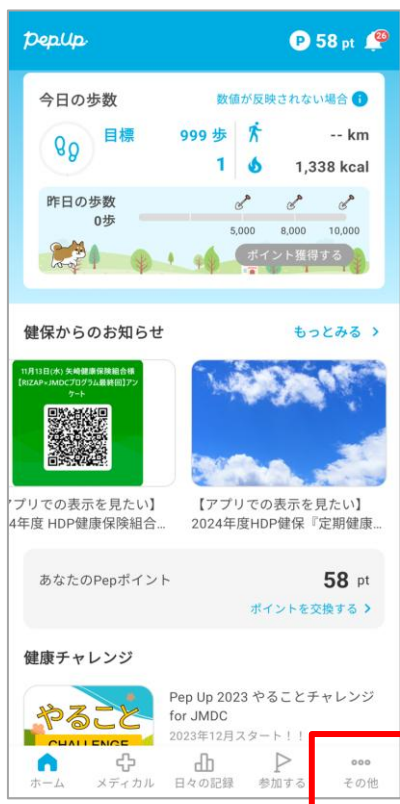 PepUp
P 58 pt 26
今日の歩数
数値が反映されない場合 i
目標 999 歩
-- km
1
1,338 kcal
昨日の歩数
0歩
5,000 8,000 10,000
ポイント獲得する
健保からのお知らせ
もっとみる >
11月13日(水) 矢崎健康保険組合様
【RIZAP×JMDCプログラム最終回】アン
ケート
プリでの表示を見たい】
4年度 HDP健康保険組合...
【アプリでの表示を見たい】
2024年度HDP健保『定期健康...
あなたのPepポイント
58 pt
ポイントを交換する >
健康チャレンジ
やること
CHALLENGE
Pep Up 2023 やることチャレンジ
for JMDC
2023年12月スタート！！
ホーム
メディカル
日々の記録
参加する
その他